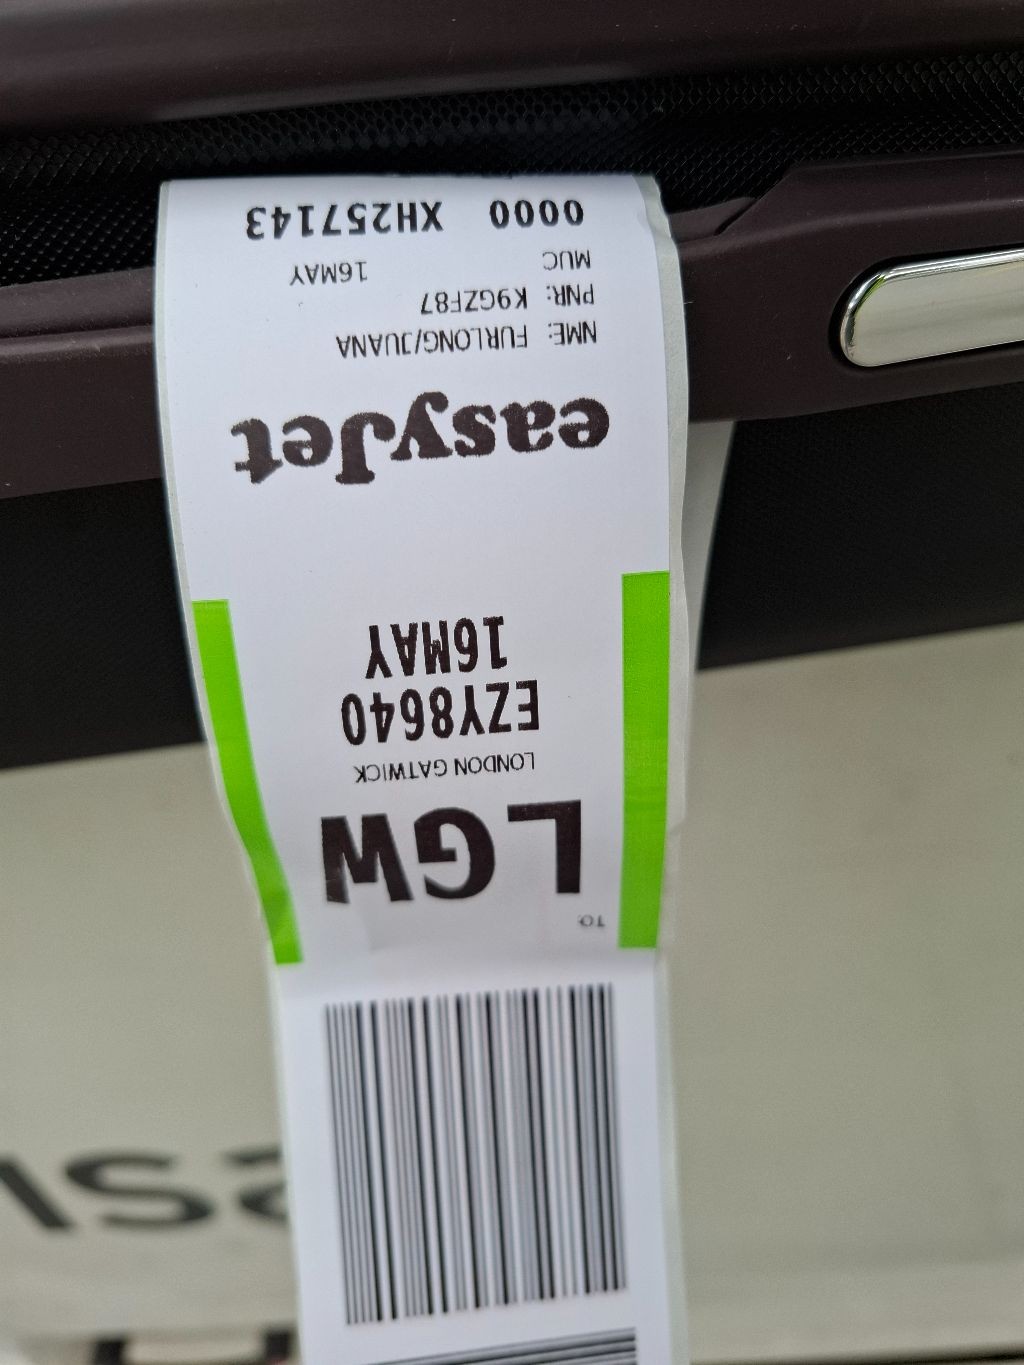 TO:
LGW
LONDON GATWICK
EZY8640
16MAY
easyJet
NME: FURLONG/JUANA
PNR: K9GZF87
MUC 16MAY
0000 XH257143